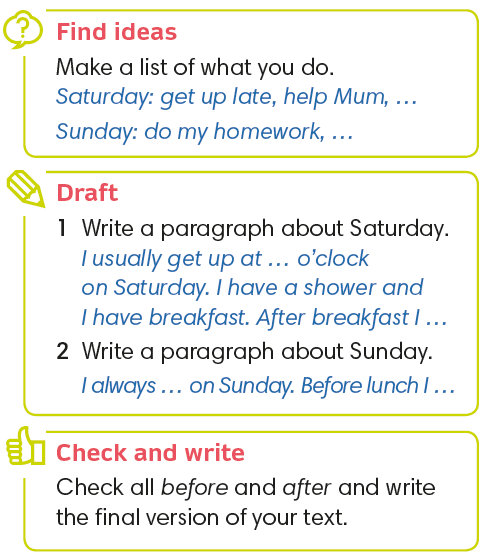 Find ideas
Make a list of what you do.
Saturday: get up late, help Mum, …
Sunday: do my homework, …
Draft
1 Write a paragraph about Saturday.
I usually get up at … o’clock
on Saturday. I have a shower and
I have breakfast. After breakfast I …
2 Write a paragraph about Sunday.
I always … on Sunday. Before lunch I …
Check and write
Check all before and after and write
the final version of your text.